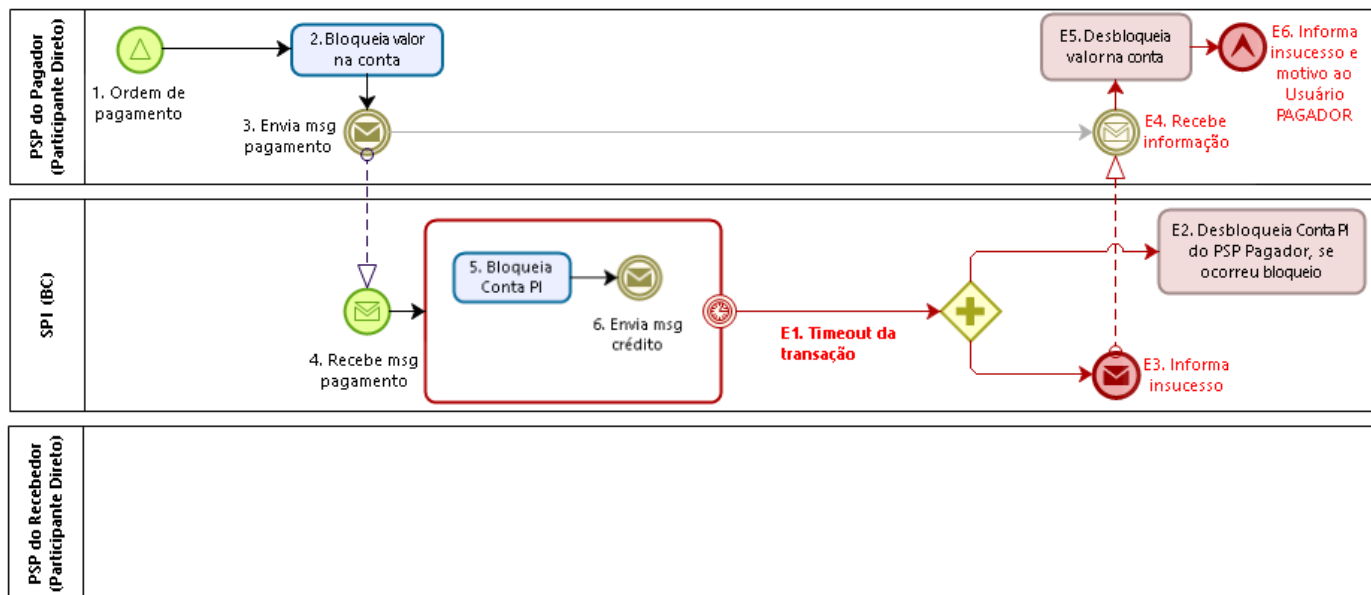 PSP do Pagador
(Participante Direto)
1. Ordem de
pagamento
2. Bloqueia valor
na conta
3. Envia msg
pagamento
E5. Desbloqueia
valor na conta
E4. Recebe
informação
E6. Informa
insucesso e
motivo ao
Usuário
PAGADOR
SPI (BC)
4. Recebe msg
pagamento
5. Bloqueia
Conta PI
6. Envia msg
crédito
E1. Timeout da
transação
E2. Desbloqueia Conta PI
do PSP Pagador, se
ocorreu bloqueio
E3. Informa
insucesso
PSP do Recebedor
(Participante Direto)